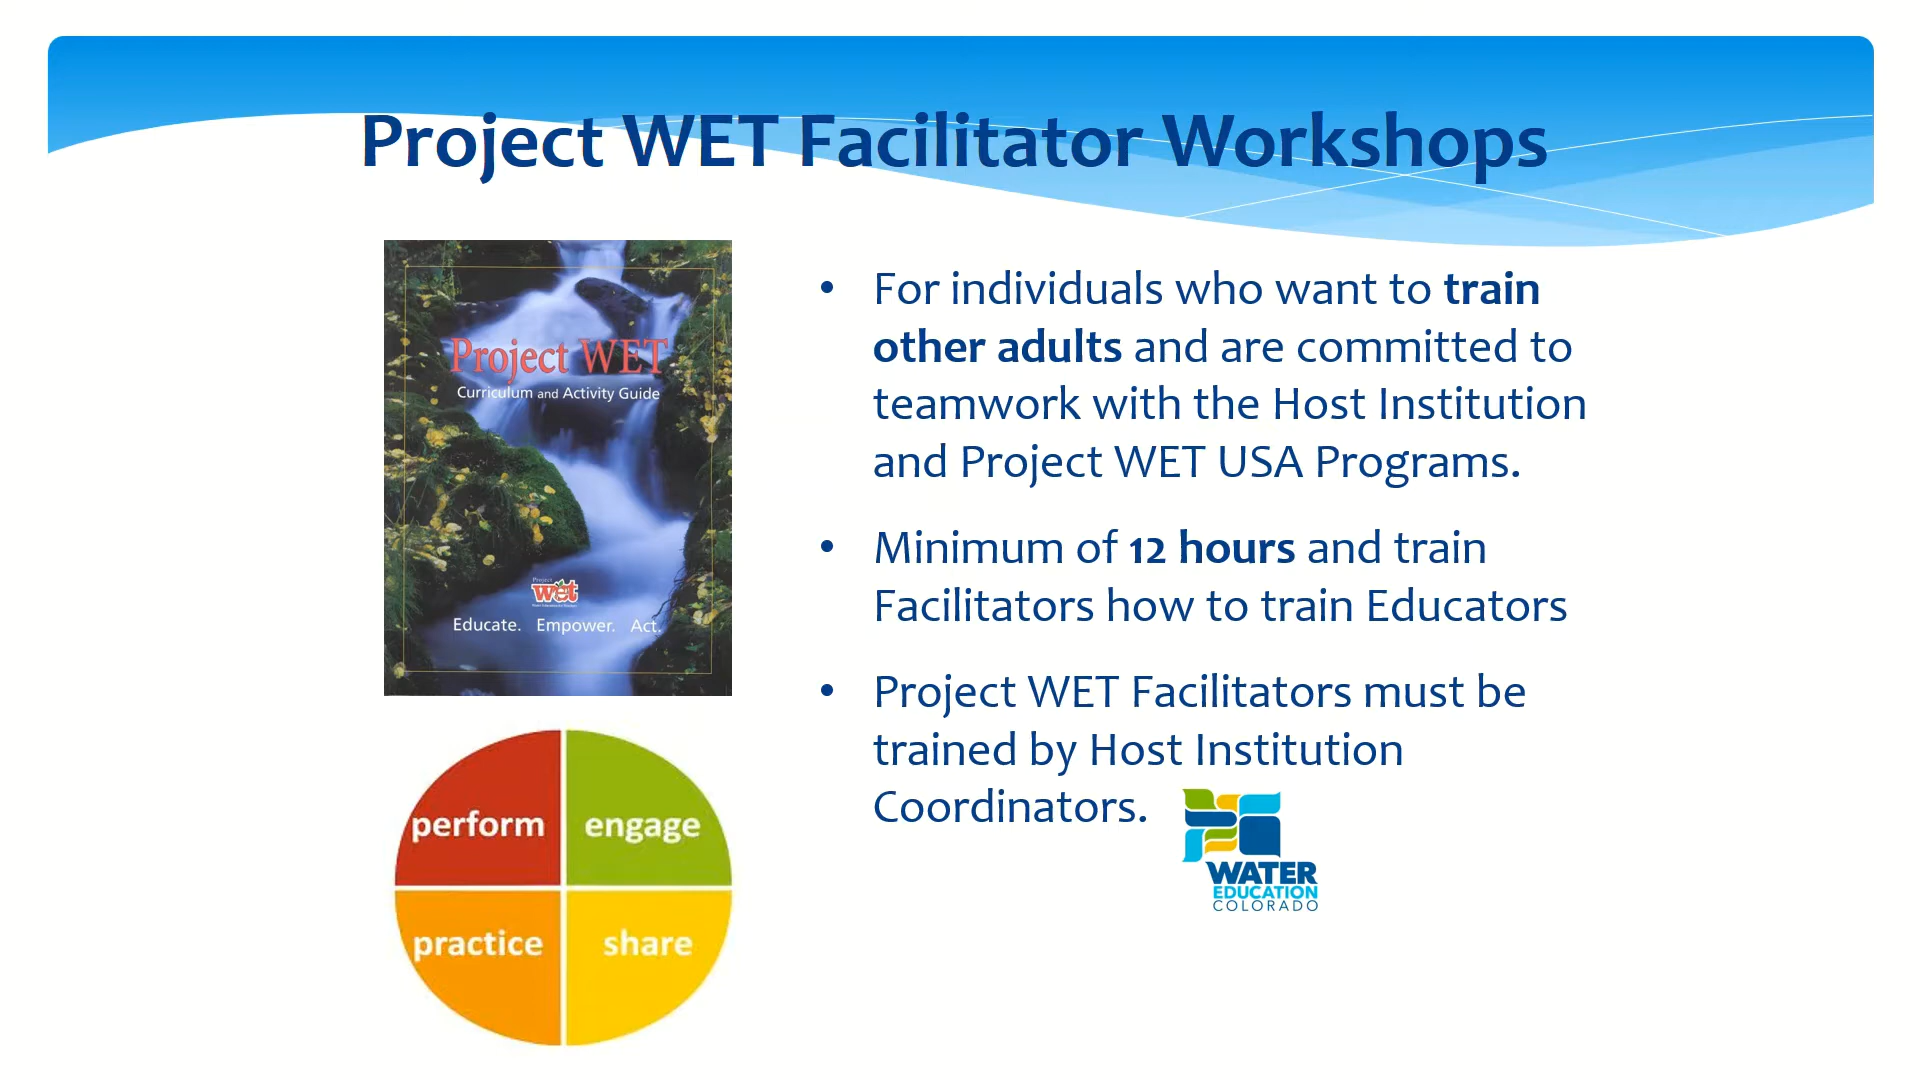 Project WET Facilitator Workshops
Project WET
Curriculum and Activity Guide
Project
wet
Educate. Empower. Act.
• For individuals who want to train
other adults and are committed to
teamwork with the Host Institution
and Project WET USA Programs.
• Minimum of 12 hours and train
Facilitators how to train Educators
• Project WET Facilitators must be
trained by Host Institution
Coordinators.
WATER
EDUCATION
COLORADO
perform engage
practice share